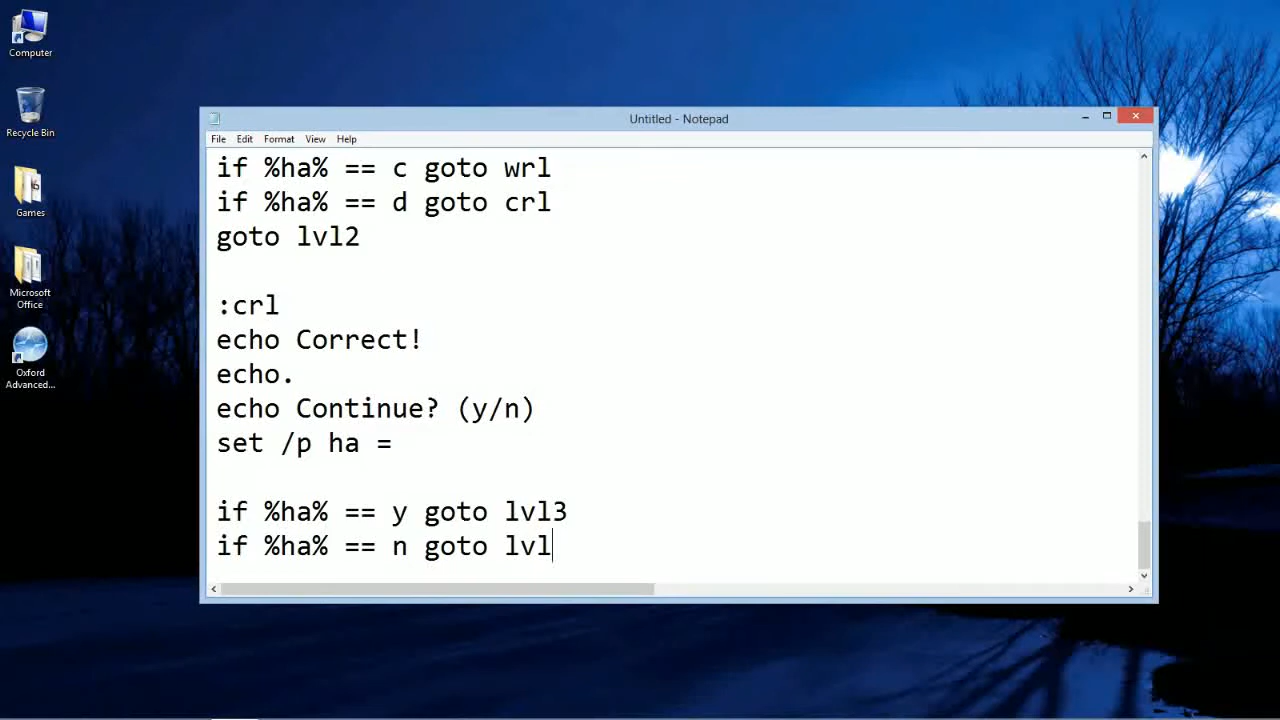 Computer
Recycle Bin
Games
Microsoft
Office
Oxford
Advanced...
Untitled - Notepad
File Edit Format View Help
if %ha% == c goto wrl
if %ha% == d goto crl
goto lvl2
:crl
echo Correct!
echo.
echo Continue? (y/n)
set /p ha =
if %ha% == y goto lvl3
if %ha% == n goto lvl